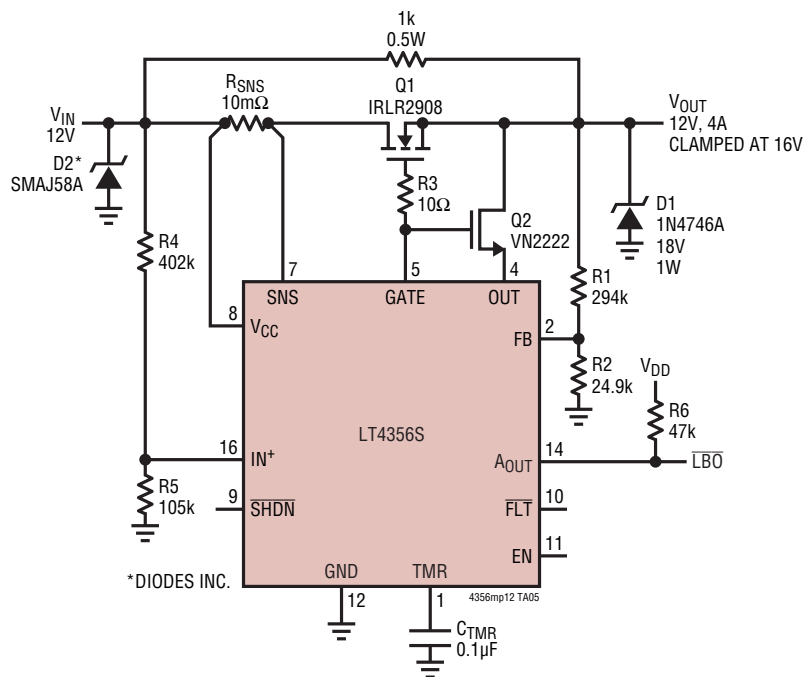 1k
0.5W
RSNS
10mΩ
Q1
IRLR2908
VIN
12V
VOUT
12V, 4A
CLAMPED AT 16V
D2*
SMAJ58A
R3
10Ω
Q2
VN2222
D1
1N4746A
18V
1W
R4
402k
7
5
4
SNS
GATE
OUT
R1
294k
8
VCC
2
FB
R2
24.9k
VDD
R6
47k
LT4356S
16
IN+
14
AOUT
LBO
R5
105k
9
SHDN
10
FLT
11
EN
*DIODES INC.
GND
TMR
12
1
4356mp12 TA05
CTMR
0.1µF